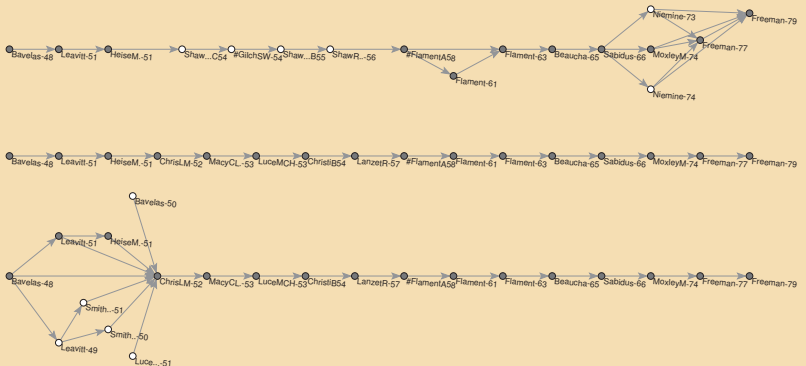 Niemine-73
Freeman-79
Freeman-77
Bavelas-48 Leavitt-51 HeiseM.-51 Shaw...C54 #GilchSW-54 Shaw...B55 ShawR..-56 #FlamentA58 Flament-63 Beaucha-65 Sabidus-66 MoxleyM-74
Flament-61
Niemine-74
Bavelas-48 Leavitt-51 HeiseM.-51 ChrisLM-52 MacyCL.-53 LuceMCH-53 ChristiB54 LanzetR-57 #FlamentA58 Flament-61 Flament-63 Beaucha-65 Sabidus-66 MoxleyM-74 Freeman-77 Freeman-79
Bavelas-50
Leavitt-51 HeiseM.-51
Bavelas-48 ChrisLM-52 MacyCL.-53 LuceMCH-53 ChristiB54 LanzetR-57 #FlamentA58 Flament-61 Flament-63 Beaucha-65 Sabidus-66 MoxleyM-74 Freeman-77 Freeman-79
Smith..-51
Smith..-50
Leavitt-49
Luce...-51